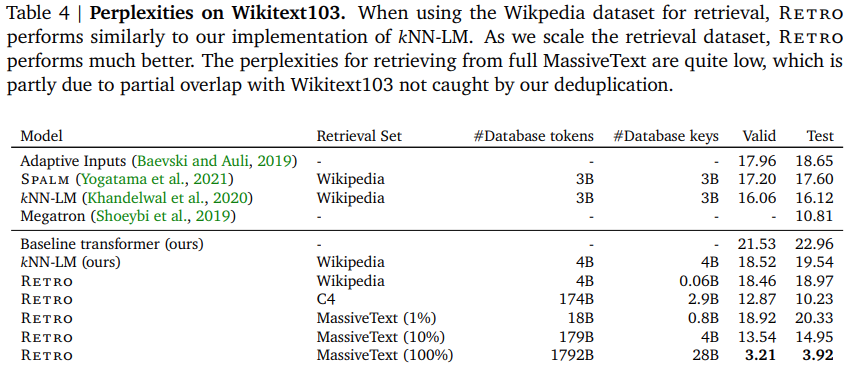 Table 4 | Perplexities on Wikitext103. When using the Wikpedia dataset for retrieval, RETRO
performs similarly to our implementation of kNN-LM. As we scale the retrieval dataset, RETRO
performs much better. The perplexities for retrieving from full MassiveText are quite low, which is
partly due to partial overlap with Wikitext103 not caught by our deduplication.
Model Retrieval Set #Database tokens #Database keys Valid Test
Adaptive Inputs (Baevski and Auli, 2019) - - - 17.96 18.65
SPALM (Yogatama et al., 2021) Wikipedia 3B 3B 17.20 17.60
kNN-LM (Khandelwal et al., 2020) Wikipedia 3B 3B 16.06 16.12
Megatron (Shoeybi et al., 2019) - - - - 10.81
Baseline transformer (ours) - - - 21.53 22.96
kNN-LM (ours) Wikipedia 4B 4B 18.52 19.54
RETRO Wikipedia 4B 0.06B 18.46 18.97
RETRO C4 174B 2.9B 12.87 10.23
RETRO MassiveText (1%) 18B 0.8B 18.92 20.33
RETRO MassiveText (10%) 179B 4B 13.54 14.95
RETRO MassiveText (100%) 1792B 28B 3.21 3.92